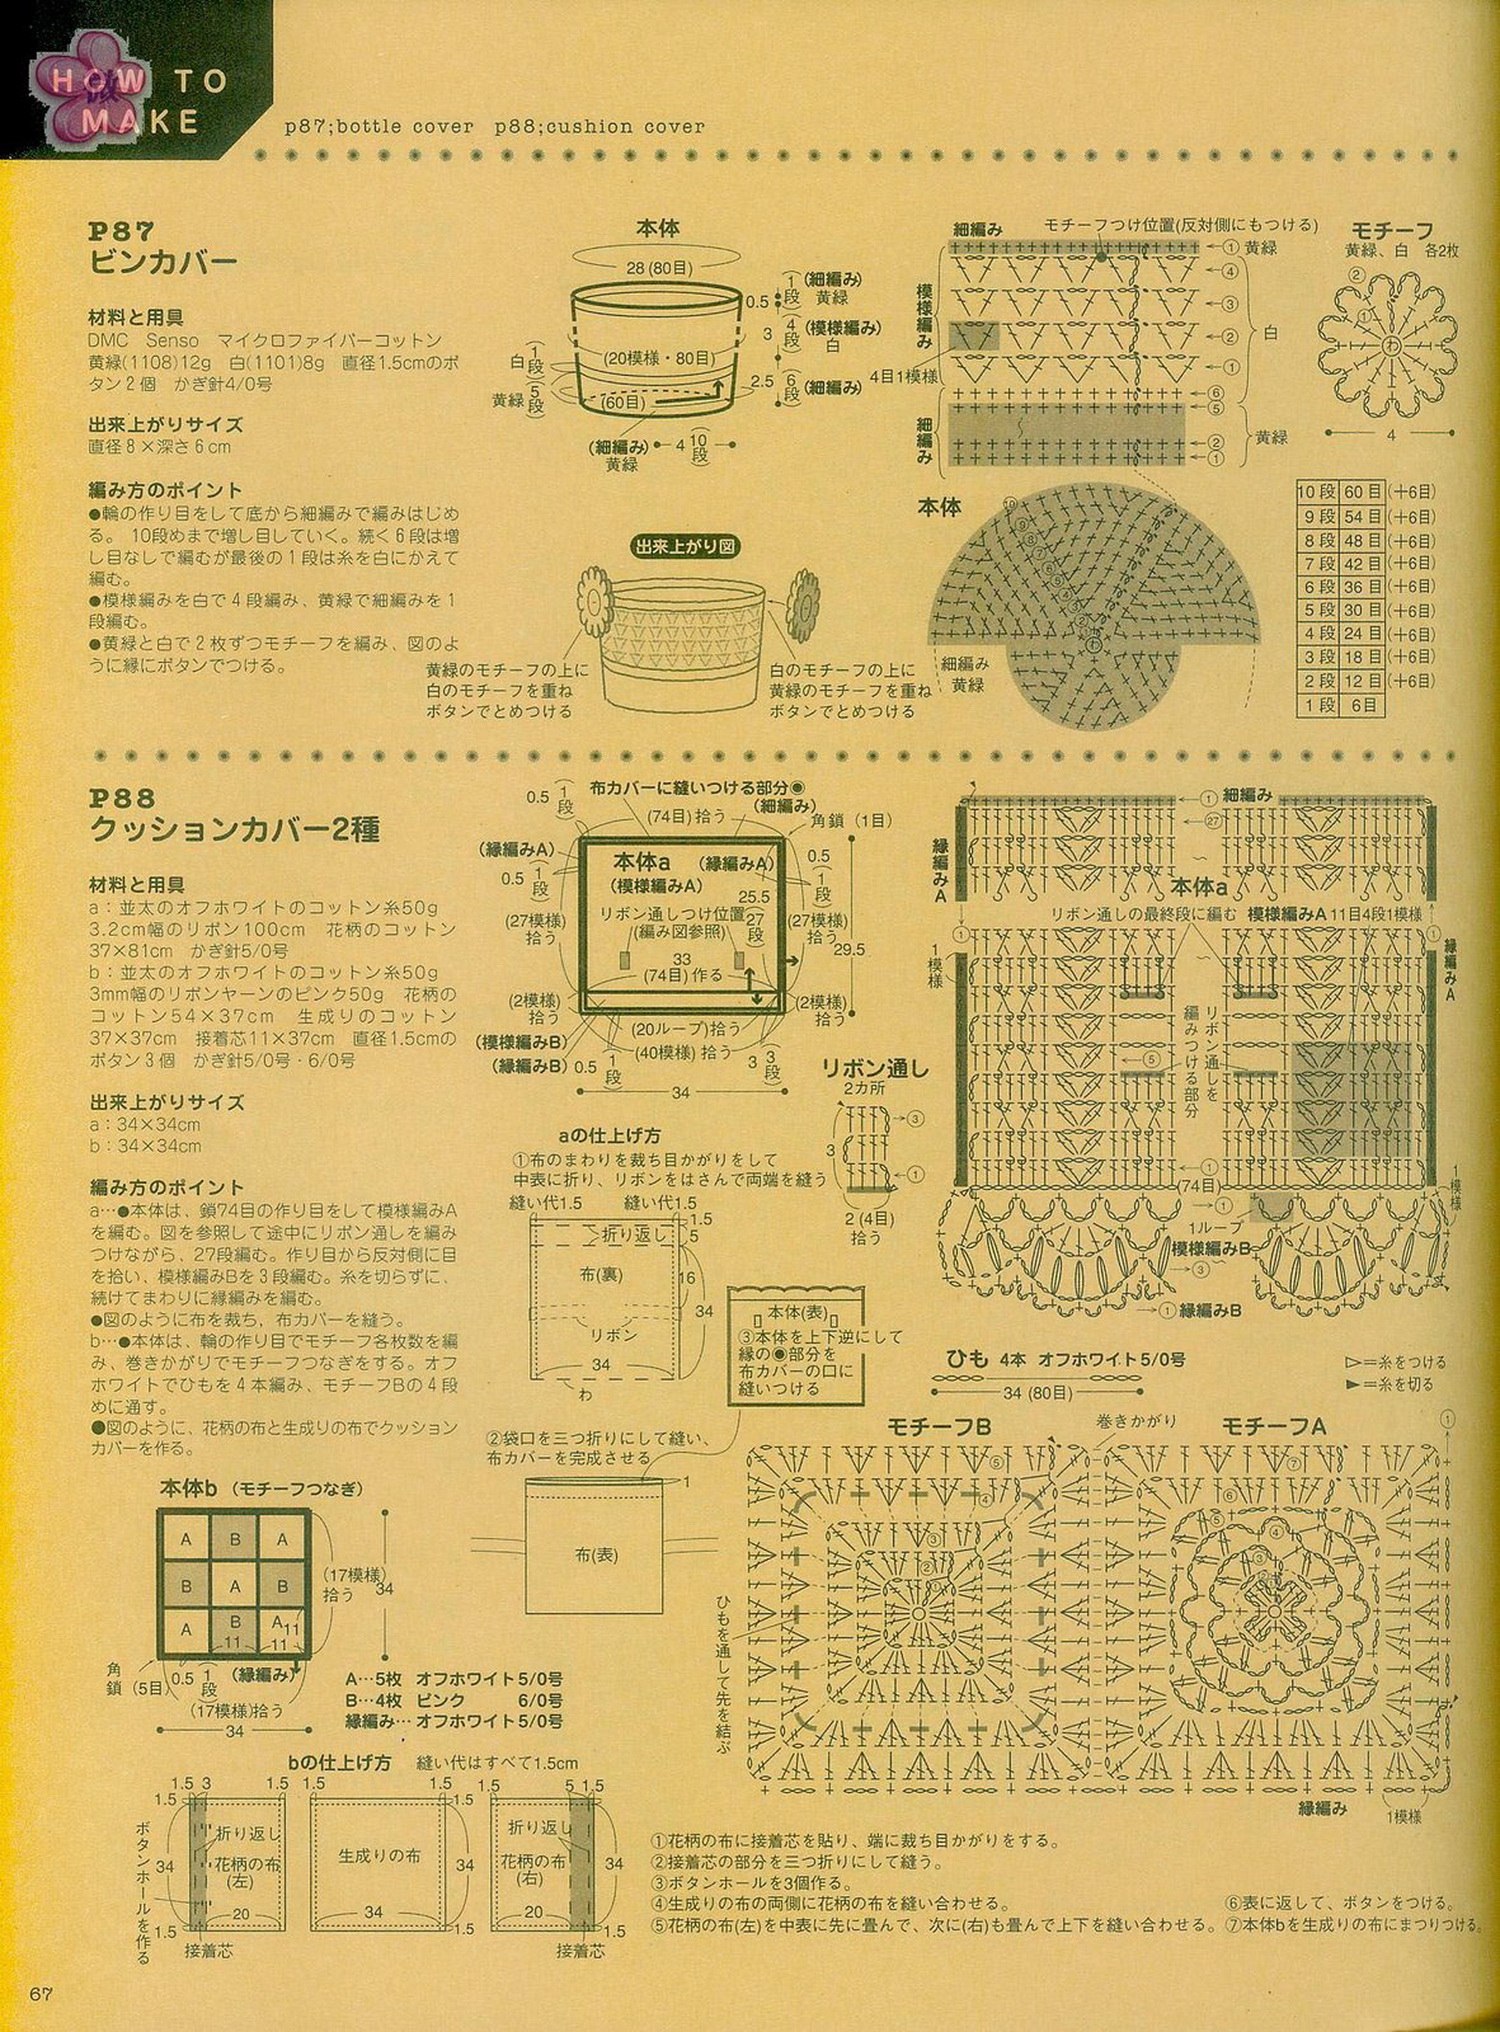 HOW TO
MAKE
p87;bottle cover p88;cushion cover
P87
ビンカバー
材料と用具
DMC Senso マイクロファイバーコットン
黄緑(1108)12g 白(1101)8g 直径1.5cmのボ
タン2個 かぎ針4/0号
出来上がりサイズ
直径8×深さ6cm
編み方のポイント
●輪の作り目をして底から細編みで編みはじめ
る。 10段めまで増し目していく。続く6段は増
し目なしで編むが最後の1段は糸を白にかえて
編む。
●模様編みを白で4段編み、黄緑で細編みを1
段編む。
●黄緑と白で2枚ずつモチーフを編み、図のよ
うに縁にボタンでつける。
本体
28(80目)
0.5
1段
(細編み)
黄緑
3
4段
(模様編み)
白
(20模様・80目)
2.5
6段
(細編み)
白(1段)
黄緑(5段)
(60目)
(細編み)
黄緑
4
10段
出来上がり図
黄緑のモチーフの上に
白のモチーフを重ね
ボタンでとめつける
白のモチーフの上に
黄緑のモチーフを重ね
ボタンでとめつける
細編み
モチーフつけ位置(反対側にもつける)
①黄緑
④
③
②
①
白
模様編み
4目1模様
⑥
⑤
②
①
黄緑
細編み
本体
細編み
黄緑
モチーフ
黄緑、白 各2枚
②
①
わ
4
10段 60目 (+6目)
9段 54目 (+6目)
8段 48目 (+6目)
7段 42目 (+6目)
6段 36目 (+6目)
5段 30目 (+6目)
4段 24目 (+6目)
3段 18目 (+6目)
2段 12目 (+6目)
1段 6目
P88
クッションカバー2種
材料と用具
a：並太のオフホワイトのコットン糸50g
3.2cm幅のリボン100cm 花柄のコットン
37×81cm かぎ針5/0号
b：並太のオフホワイトのコットン糸50g
3mm幅のリボンヤーンのピンク50g 花柄の
コットン54×37cm 生成りのコットン
37×37cm 接着芯11×37cm 直径1.5cmの
ボタン3個 かぎ針5/0号・6/0号
出来上がりサイズ
a：34×34cm
b：34×34cm
編み方のポイント
a…●本体は、鎖74目の作り目をして模様編みA
を編む。図を参照して途中にリボン通しを編み
つけながら、27段編む。作り目から反対側に目
を拾い、模様編みBを3段編む。糸を切らずに、
続けてまわりに縁編みを編む。
●図のように布を裁ち、布カバーを縫う。
b…●本体は、輪の作り目でモチーフ各枚数を編
み、巻きかがりでモチーフつなぎをする。オフ
ホワイトでひもを4本編み、モチーフBの4段
めに通す。
●図のように、花柄の布と生成りの布でクッション
カバーを作る。
0.5
1段
布カバーに縫いつける部分◉
(74目)拾う
(細編み)
角鎖(1目)
(縁編みA)
0.5
1段
本体a
(模様編みA)
(縁編みA)
0.5
1段
25.5
27段
(27模様)拾う
リボン通しつけ位置
(編み図参照)
(27模様)拾う
29.5
33
(74目)作る
(2模様)拾う
(2模様)拾う
(20ループ)拾う
(模様編みB)
(40模様)拾う
(縁編みB)
0.5
1段
3
3段
34
リボン通し
2カ所
③
①
3
2(4目)
拾う
aの仕上げ方
①布のまわりを裁ち目かがりをして
中表に折り、リボンをはさんで両端を縫う
縫い代1.5 縫い代1.5
1.5
折り返し
5
布(裏)
16
34
リボン
34
わ
本体(表)
③本体を上下逆にして
縁の◉部分を
布カバーの口に
縫いつける
②袋口を三つ折りにして縫い、
布カバーを完成させる
1
布(表)
① 細編み
㉗
縁編みA
本体a
リボン通しの最終段に編む 模様編みA 11目4段1模様
①
①
1模様
縁編みA
リボン通しを
編みつける部分
⑤
①
(74目)
①
1模様
1ループ
模様編みB
③
①縁編みB
ひも 4本 オフホワイト5/0号
34(80目)
▷=糸をつける
►=糸を切る
モチーフB
巻きかがり
モチーフA
ひもを通して先を結ぶ
縁編み
1模様
本体b (モチーフつなぎ)
A B A
B A B
A B A
11
11
11
(17模様)
拾う
34
角鎖(5目)
0.5
1段
(縁編み)
(17模様)拾う
34
A…5枚 オフホワイト5/0号
B…4枚 ピンク 6/0号
縁編み…オフホワイト5/0号
bの仕上げ方 縫い代はすべて1.5cm
1.5 3 1.5 1.5 1.5 1.5 5 1.5
1.5 1.5
ボタンホールを作る
34
折り返し
花柄の布
(左)
20
1.5
接着芯
34
生成りの布
34
1.5
34
折り返し
花柄の布
(右)
20
34
1.5
接着芯
①花柄の布に接着芯を貼り、端に裁ち目かがりをする。
②接着芯の部分を三つ折りにして縫う。
③ボタンホールを3個作る。
④生成りの布の両側に花柄の布を縫い合わせる。
⑤花柄の布(左)を中表に先に畳んで、次に(右)も畳んで上下を縫い合わせる。
⑥表に返して、ボタンをつける。
⑦本体bを生成りの布にまつりつける。
67